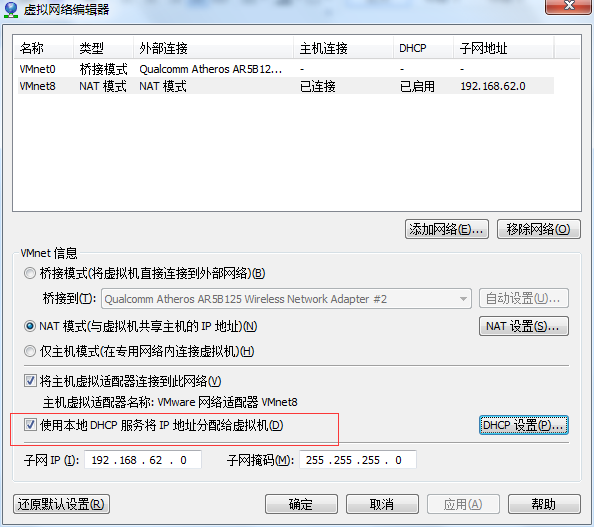 虚拟网络编辑器
名称 类型 外部连接 主机连接 DHCP 子网地址
VMnet0 桥接模式 Qualcomm Atheros AR5B12... - - -
VMnet8 NAT 模式 NAT 模式 已连接 已启用 192.168.62.0
添加网络(E)... 移除网络(O)
VMnet 信息
桥接模式(将虚拟机直接连接到外部网络)(B)
桥接到(T): Qualcomm Atheros AR5B125 Wireless Network Adapter #2 自动设置(U)...
NAT 模式(与虚拟机共享主机的 IP 地址)(N) NAT 设置(S)...
仅主机模式(在专用网络内连接虚拟机)(H)
将主机虚拟适配器连接到此网络(V)
主机虚拟适配器名称: VMware 网络适配器 VMnet8
使用本地 DHCP 服务将 IP 地址分配给虚拟机(D) DHCP 设置(P)...
子网 IP (I): 192 .168 . 62 . 0 子网掩码(M): 255 .255 .255 . 0
还原默认设置(R) 确定 取消 应用(A) 帮助